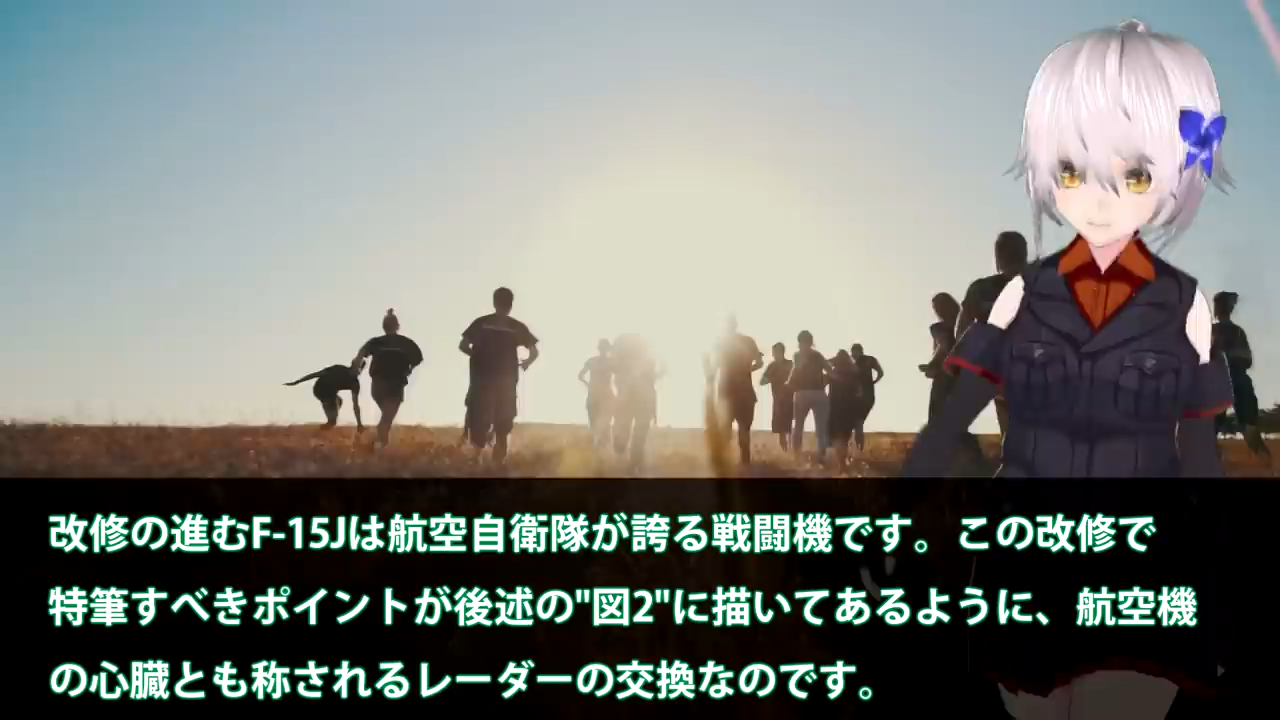 改修の進むF-15Jは航空自衛隊が誇る戦闘機です。この改修で
特筆すべきポイントが後述の"図2"に描いてあるように、航空機
の心臓とも称されるレーダーの交換なのです。